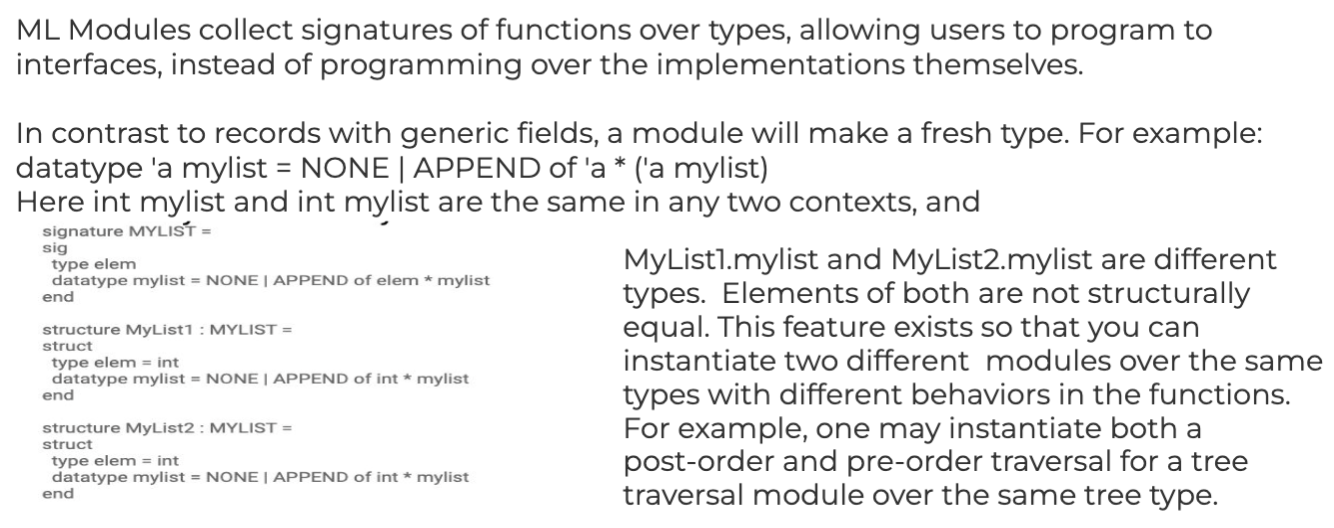 ML Modules collect signatures of functions over types, allowing users to program to
interfaces, instead of programming over the implementations themselves.
In contrast to records with generic fields, a module will make a fresh type. For example:
datatype 'a mylist = NONE | APPEND of 'a * ('a mylist)
Here int mylist and int mylist are the same in any two contexts, and
signature MYLIST =
sig
type elem
datatype mylist = NONE | APPEND of elem * mylist
end
structure MyList1 : MYLIST =
struct
type elem = int
datatype mylist = NONE | APPEND of int * mylist
end
structure MyList2 : MYLIST =
struct
type elem = int
datatype mylist = NONE | APPEND of int * mylist
end
MyList1.mylist and MyList2.mylist are different
types. Elements of both are not structurally
equal. This feature exists so that you can
instantiate two different modules over the same
types with different behaviors in the functions.
For example, one may instantiate both a
post-order and pre-order traversal for a tree
traversal module over the same tree type.